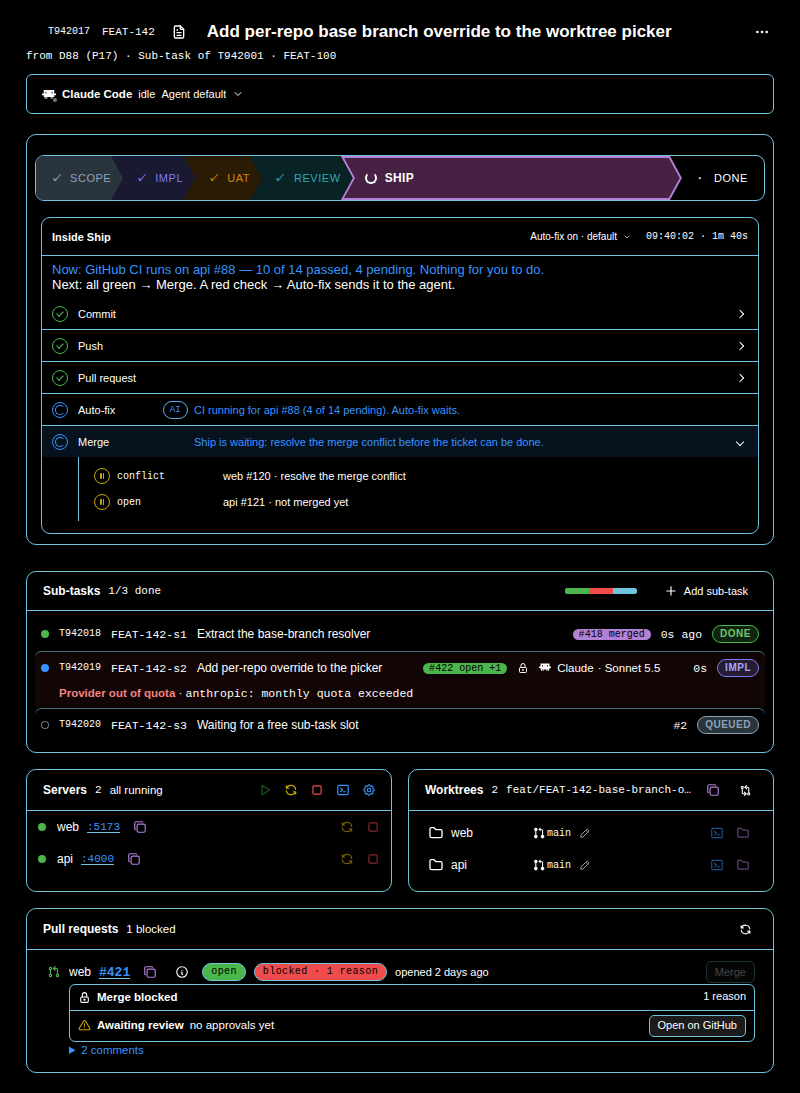 T942017 FEAT-142 Add per-repo base branch override to the worktree picker
from D88 (P17) · Sub-task of T942001 · FEAT-100
Claude Code idle Agent default
SCOPE IMPL UAT REVIEW SHIP · DONE
Inside Ship Auto-fix on · default 09:40:02 · 1m 40s
Now: GitHub CI runs on api #88 — 10 of 14 passed, 4 pending. Nothing for you to do.
Next: all green → Merge. A red check → Auto-fix sends it to the agent.
Commit
Push
Pull request
Auto-fix AI CI running for api #88 (4 of 14 pending). Auto-fix waits.
Merge Ship is waiting: resolve the merge conflict before the ticket can be done.
conflict web #120 · resolve the merge conflict
open api #121 · not merged yet
Sub-tasks 1/3 done Add sub-task
T942018 FEAT-142-s1 Extract the base-branch resolver #418 merged 0s ago DONE
T942019 FEAT-142-s2 Add per-repo override to the picker #422 open +1 Claude · Sonnet 5.5 0s IMPL
Provider out of quota · anthropic: monthly quota exceeded
T942020 FEAT-142-s3 Waiting for a free sub-task slot #2 QUEUED
Servers 2 all running
web :5173
api :4000
Worktrees 2 feat/FEAT-142-base-branch-o…
web main
api main
Pull requests 1 blocked
web #421 open blocked · 1 reason opened 2 days ago Merge
Merge blocked 1 reason
Awaiting review no approvals yet Open on GitHub
2 comments